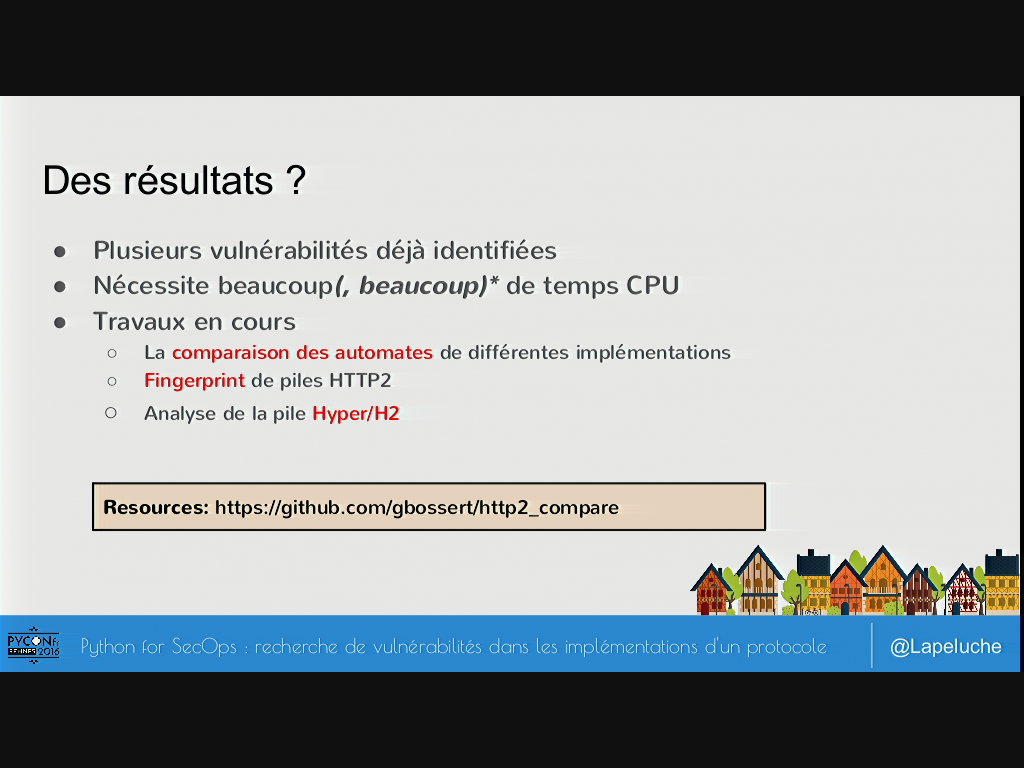 Des résultats ?
● Plusieurs vulnérabilités déjà identifiées
● Nécessite beaucoup(, beaucoup)* de temps CPU
● Travaux en cours
○ La comparaison des automates de différentes implémentations
○ Fingerprint de piles HTTP2
○ Analyse de la pile Hyper/H2
Resources: https://github.com/gbossert/http2_compare
PYCON.fr
RENNES 2016
Python for SecOps : recherche de vulnérabilités dans les implémentations d'un protocole
@Lapeluche